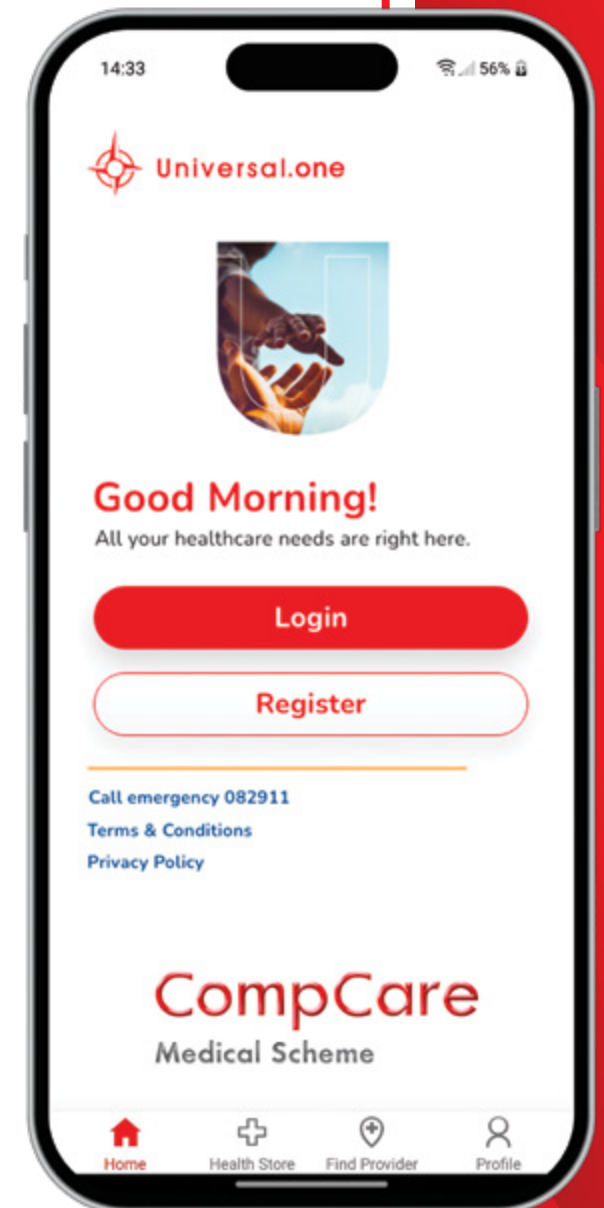 14:33
56%
Universal.one
Good Morning!
All your healthcare needs are right here.
Login
Register
Call emergency 082911
Terms & Conditions
Privacy Policy
CompCare
Medical Scheme
Home Health Store Find Provider Profile